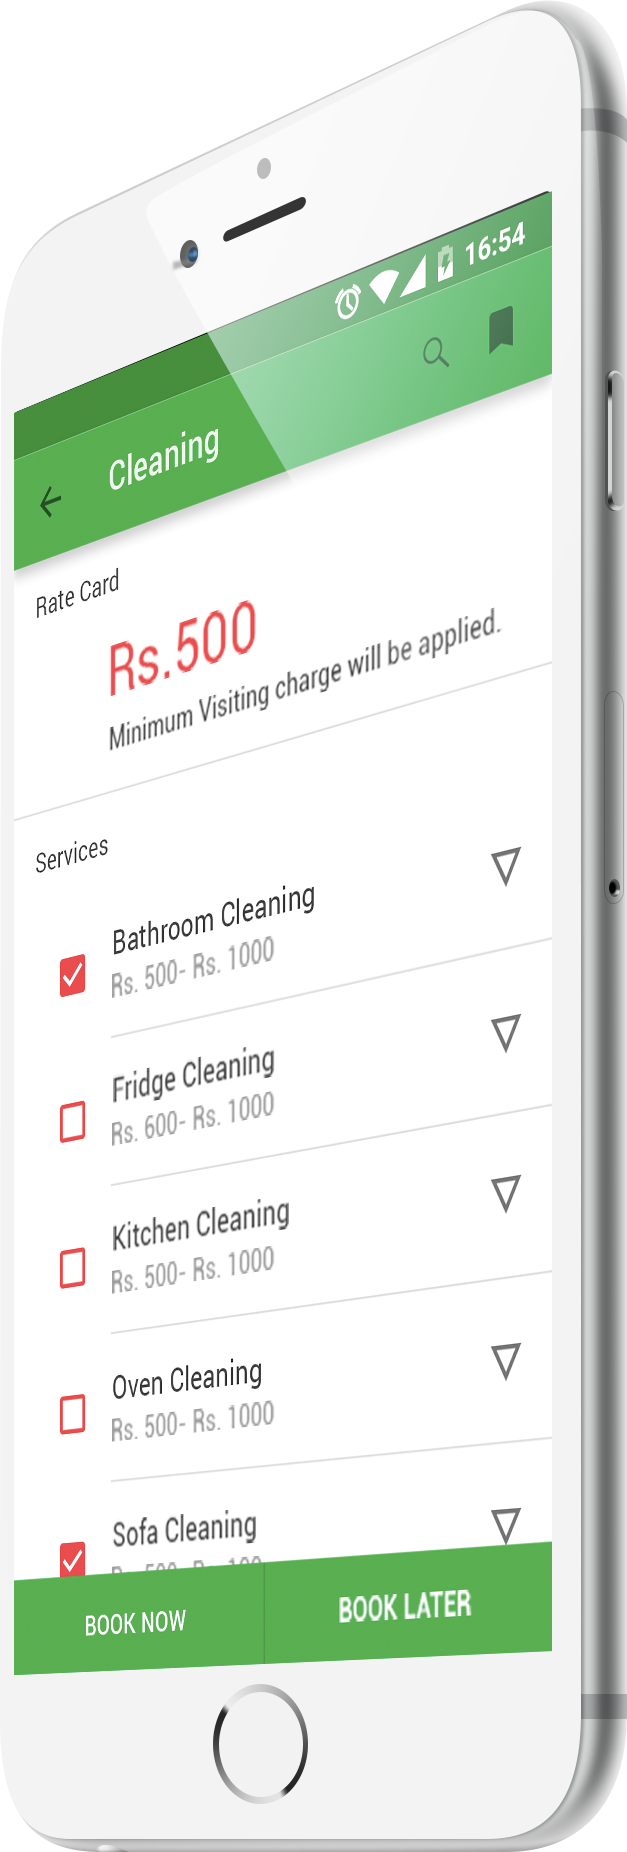 16:54
Cleaning
Rate Card
Rs.500
Minimum Visiting charge will be applied.
Services
Bathroom Cleaning
Rs. 500- Rs. 1000
Fridge Cleaning
Rs. 600- Rs. 1000
Kitchen Cleaning
Rs. 500- Rs. 1000
Oven Cleaning
Rs. 500- Rs. 1000
Sofa Cleaning
BOOK NOW
BOOK LATER